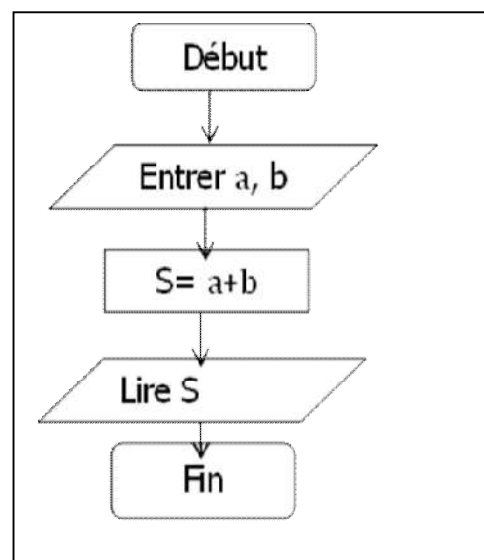 Début
Entrer a, b
S= a+b
Lire S
Fin